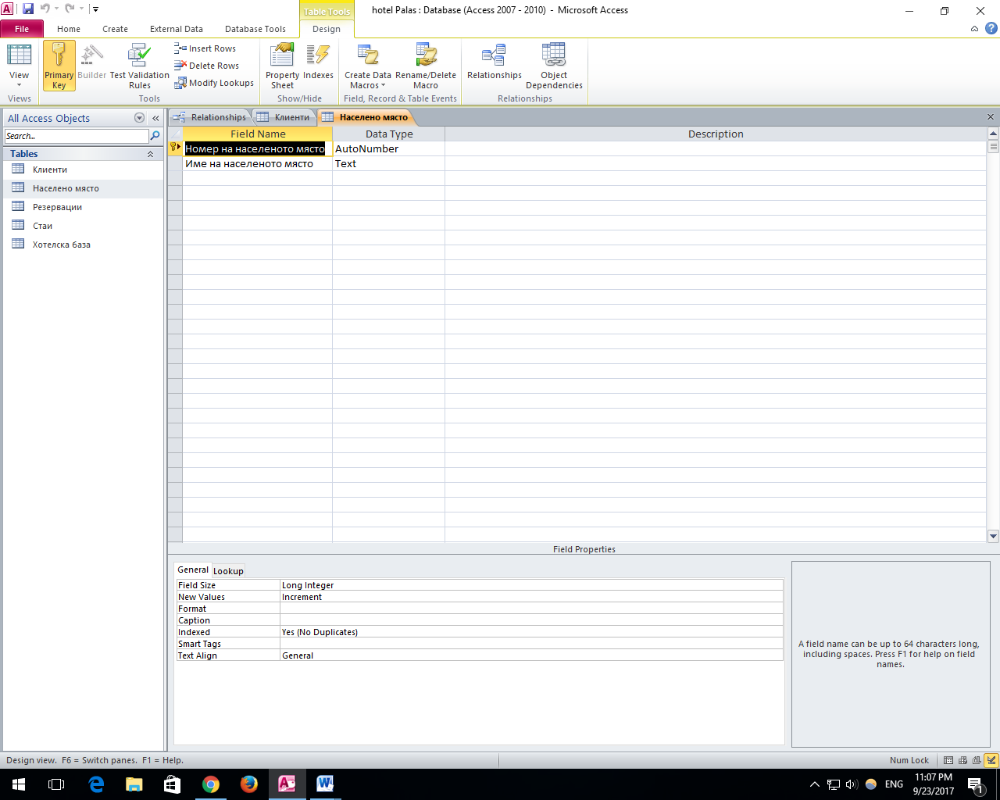 hotel Palas : Database (Access 2007 - 2010)  -  Microsoft Access
Table Tools
File Home Create External Data Database Tools Design
View
Primary Key
Builder
Test Validation Rules
Insert Rows
Delete Rows
Modify Lookups
Property Sheet
Indexes
Create Data Macros
Rename/Delete Macro
Relationships
Object Dependencies
Views Tools Show/Hide Field, Record & Table Events Relationships
All Access Objects
Search...
Tables
Клиенти
Населено място
Резервации
Стаи
Хотелска база
Relationships Клиенти Населено място
Field Name Data Type Description
Номер на населеното място AutoNumber
Име на населеното място Text
Field Properties
General Lookup
Field Size Long Integer
New Values Increment
Format
Caption
Indexed Yes (No Duplicates)
Smart Tags
Text Align General
A field name can be up to 64 characters long,
including spaces. Press F1 for help on field
names.
Design view.  F6 = Switch panes.  F1 = Help.
Num Lock
ENG
11:07 PM
9/23/2017
1